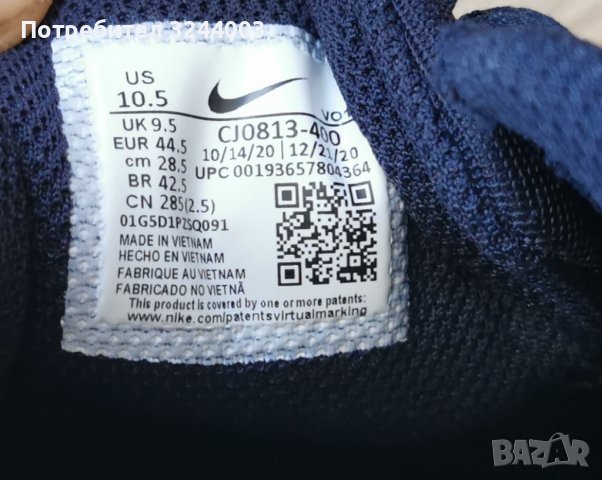 Потребител 3244003
US
10.5
UK 9.5
EUR 44.5
cm 28.5
BR 42.5
CN 285(2.5)
CJ0813-400
10/14/20 | 12/21/20
UPC 00193657804364
01G5D1PZSQ091
MADE IN VIETNAM
HECHO EN VIETNAM
FABRIQUE AU VIETNAM
FABRICADO NO VIETNÃ
This product is covered by one or more patents:
www.nike.com/patentsvirtualmarking
BAZAR